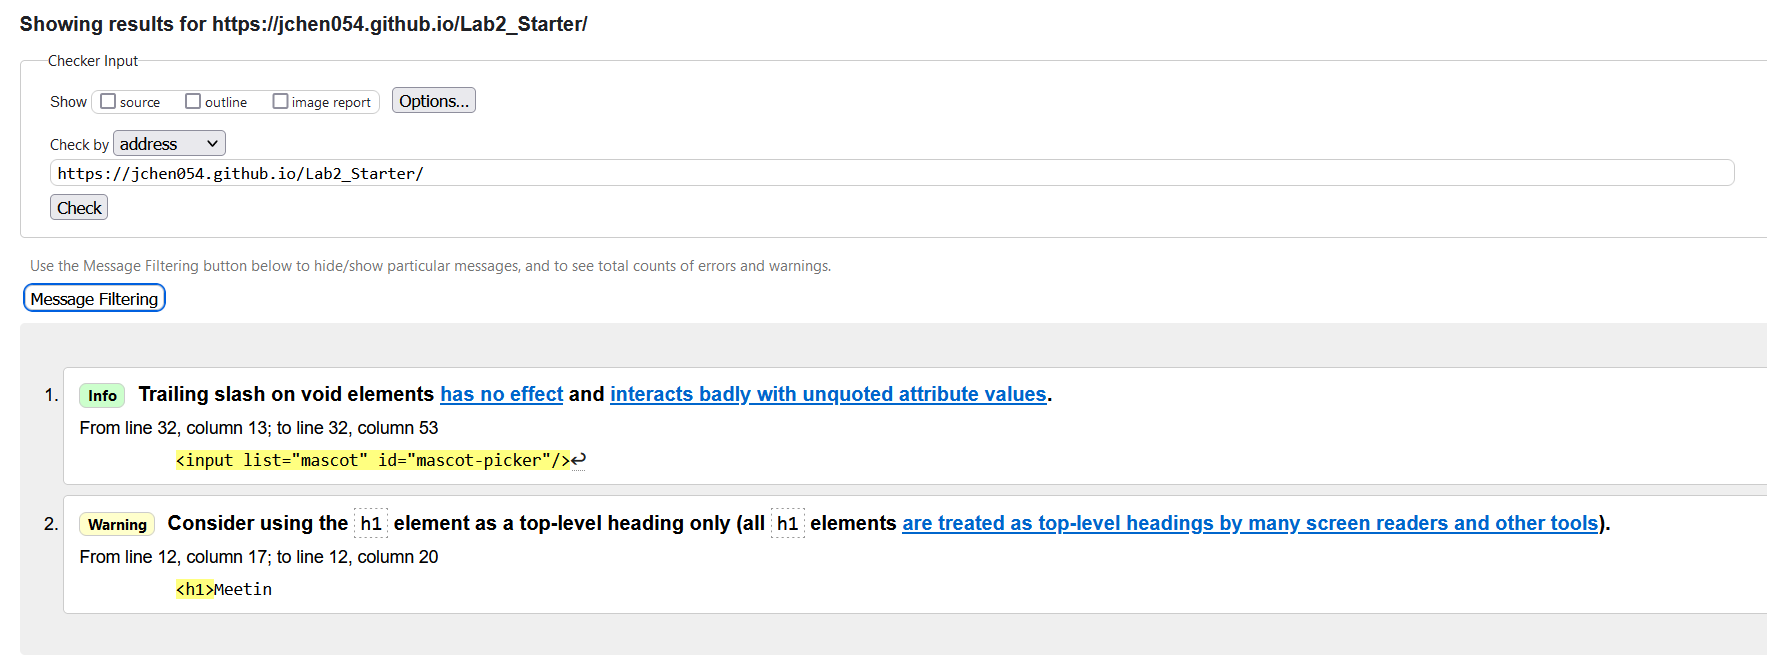 Showing results for https://jchen054.github.io/Lab2_Starter/
Checker Input
Show source outline image report Options...
Check by address
https://jchen054.github.io/Lab2_Starter/
Check
Use the Message Filtering button below to hide/show particular messages, and to see total counts of errors and warnings.
Message Filtering
1. Info Trailing slash on void elements has no effect and interacts badly with unquoted attribute values.
From line 32, column 13; to line 32, column 53
<input list="mascot" id="mascot-picker"/>↩
2. Warning Consider using the h1 element as a top-level heading only (all h1 elements are treated as top-level headings by many screen readers and other tools).
From line 12, column 17; to line 12, column 20
<h1>Meetin